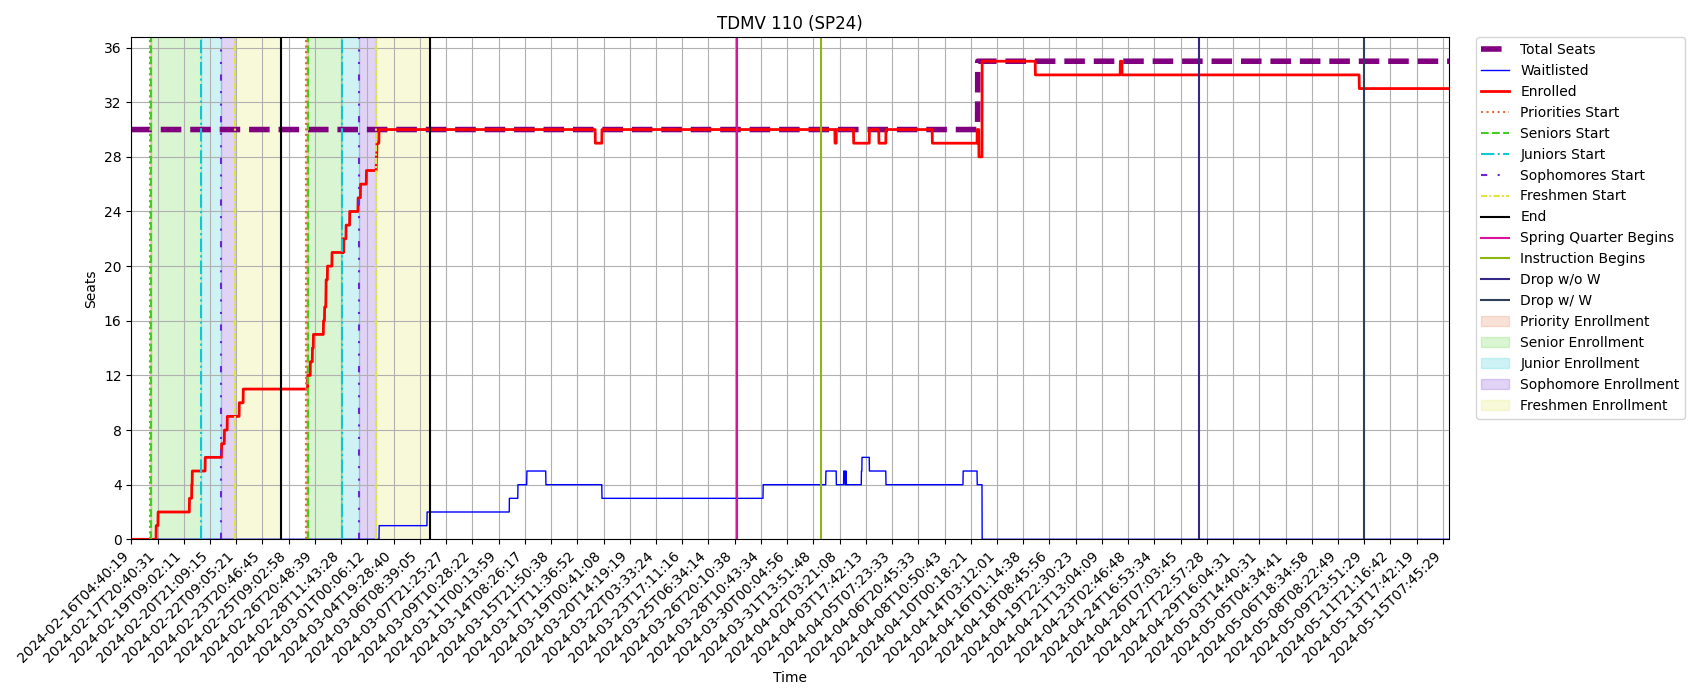 TDMV 110 (SP24)
36
32
28
24
20
16
12
8
4
0
Seats
2024-02-16T04:40:19
2024-02-17T20:40:31
2024-02-19T09:02:11
2024-02-20T21:09:15
2024-02-22T09:05:21
2024-02-23T20:46:45
2024-02-25T09:02:58
2024-02-26T20:48:39
2024-02-28T11:43:28
2024-03-01T00:06:12
2024-03-04T19:28:40
2024-03-06T08:39:05
2024-03-07T21:25:27
2024-03-09T10:28:22
2024-03-11T00:13:59
2024-03-14T08:26:17
2024-03-15T21:50:38
2024-03-17T11:36:52
2024-03-19T00:41:08
2024-03-20T14:19:19
2024-03-22T03:33:24
2024-03-23T17:11:16
2024-03-25T06:34:14
2024-03-26T20:10:38
2024-03-28T10:43:34
2024-03-30T00:04:56
2024-03-31T13:51:48
2024-04-02T03:21:08
2024-04-03T17:42:13
2024-04-05T07:23:33
2024-04-06T20:45:33
2024-04-08T10:50:43
2024-04-10T00:18:21
2024-04-14T03:12:01
2024-04-16T01:14:38
2024-04-18T08:45:56
2024-04-19T22:30:23
2024-04-21T13:04:09
2024-04-23T02:46:48
2024-04-24T16:53:34
2024-04-26T07:03:45
2024-04-27T22:57:28
2024-04-29T16:04:31
2024-05-03T14:40:31
2024-05-05T04:34:41
2024-05-06T18:34:58
2024-05-08T08:22:49
2024-05-09T23:51:29
2024-05-11T21:16:42
2024-05-13T17:42:19
2024-05-15T07:45:29
Time
Total Seats
Waitlisted
Enrolled
Priorities Start
Seniors Start
Juniors Start
Sophomores Start
Freshmen Start
End
Spring Quarter Begins
Instruction Begins
Drop w/o W
Drop w/ W
Priority Enrollment
Senior Enrollment
Junior Enrollment
Sophomore Enrollment
Freshmen Enrollment